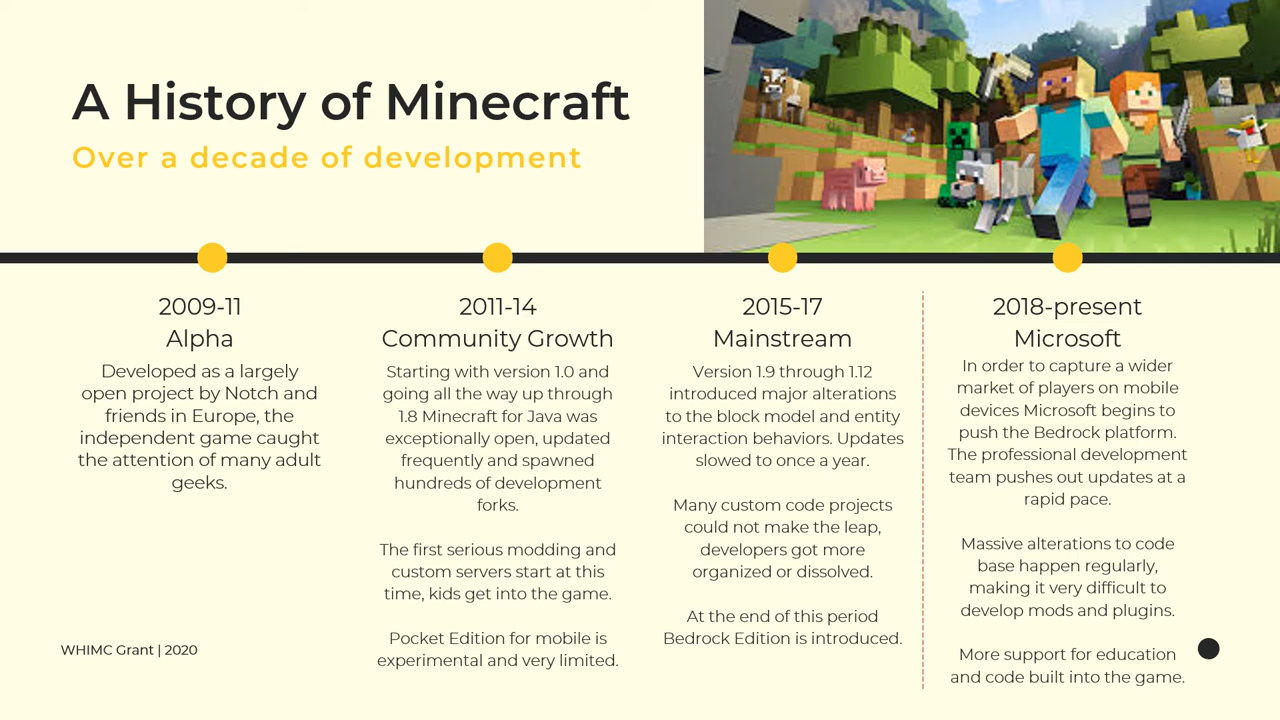 A History of Minecraft
Over a decade of development
2009-11
Alpha
Developed as a largely
open project by Notch and
friends in Europe, the
independent game caught
the attention of many adult
geeks.
2011-14
Community Growth
Starting with version 1.0 and
going all the way up through
1.8 Minecraft for Java was
exceptionally open, updated
frequently and spawned
hundreds of development
forks.
The first serious modding and
custom servers start at this
time, kids get into the game.
Pocket Edition for mobile is
experimental and very limited.
2015-17
Mainstream
Version 1.9 through 1.12
introduced major alterations
to the block model and entity
interaction behaviors. Updates
slowed to once a year.
Many custom code projects
could not make the leap,
developers got more
organized or dissolved.
At the end of this period
Bedrock Edition is introduced.
2018-present
Microsoft
In order to capture a wider
market of players on mobile
devices Microsoft begins to
push the Bedrock platform.
The professional development
team pushes out updates at a
rapid pace.
Massive alterations to code
base happen regularly,
making it very difficult to
develop mods and plugins.
More support for education
and code built into the game.
WHIMC Grant | 2020